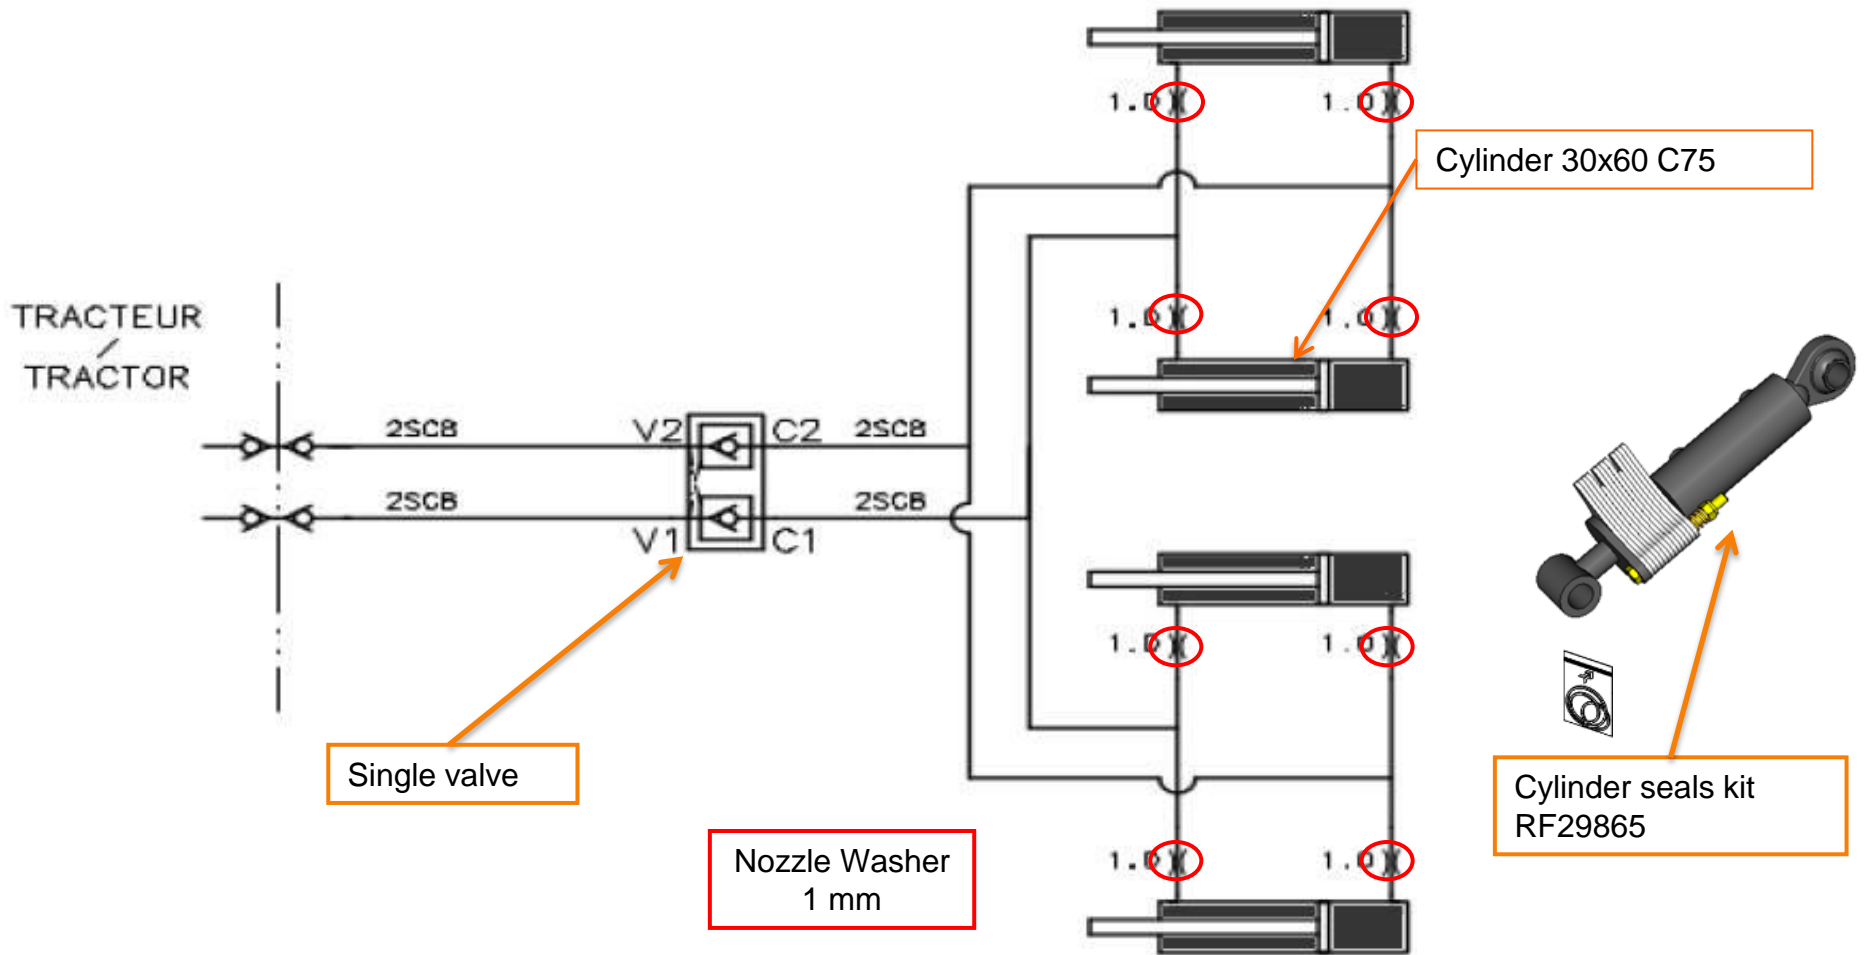 1.0
1.0
Cylinder 30x60 C75
TRACTEUR
/
TRACTOR
1.0
1.0
2SCB
V2
C2
2SCB
2SCB
V1
C1
2SCB
1.0
1.0
Single valve
Cylinder seals kit
RF29865
Nozzle Washer
1 mm
1.0
1.0